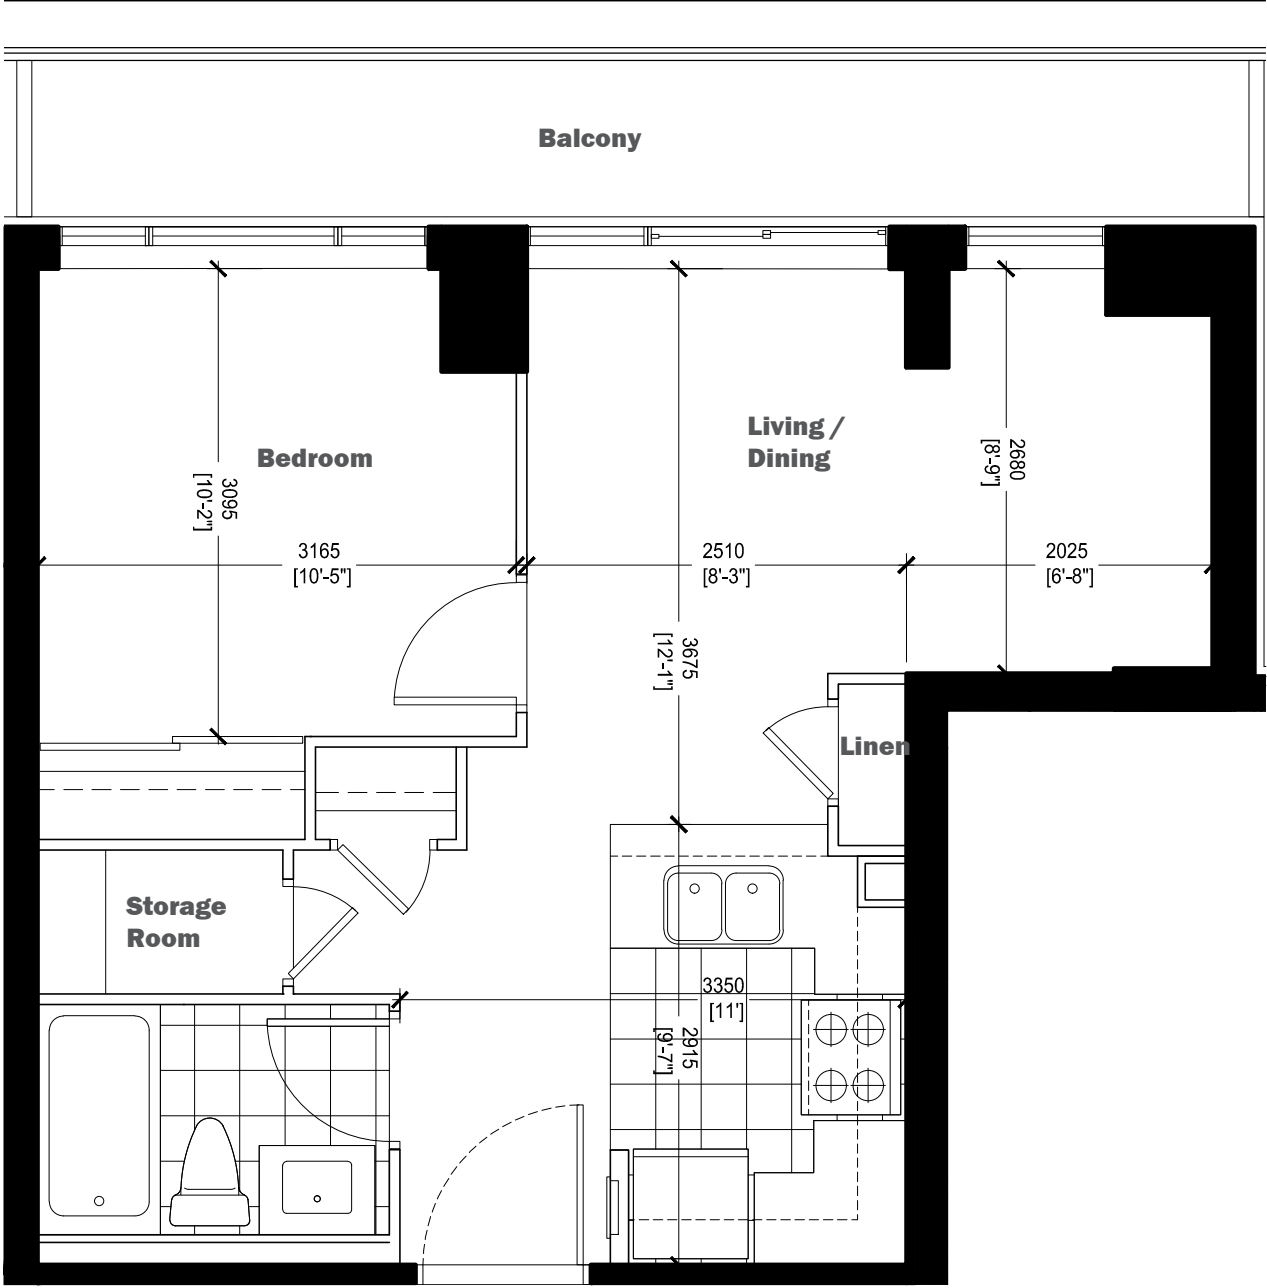 Balcony
Living /
Dining
Bedroom
2680
[8'-9"]
3095
[10'-2"]
3165
[10'-5"]
2510
[8'-3"]
2025
[6'-8"]
3675
[12'-1"]
Linen
Storage
Room
3350
[11']
2915
[9'-7"]